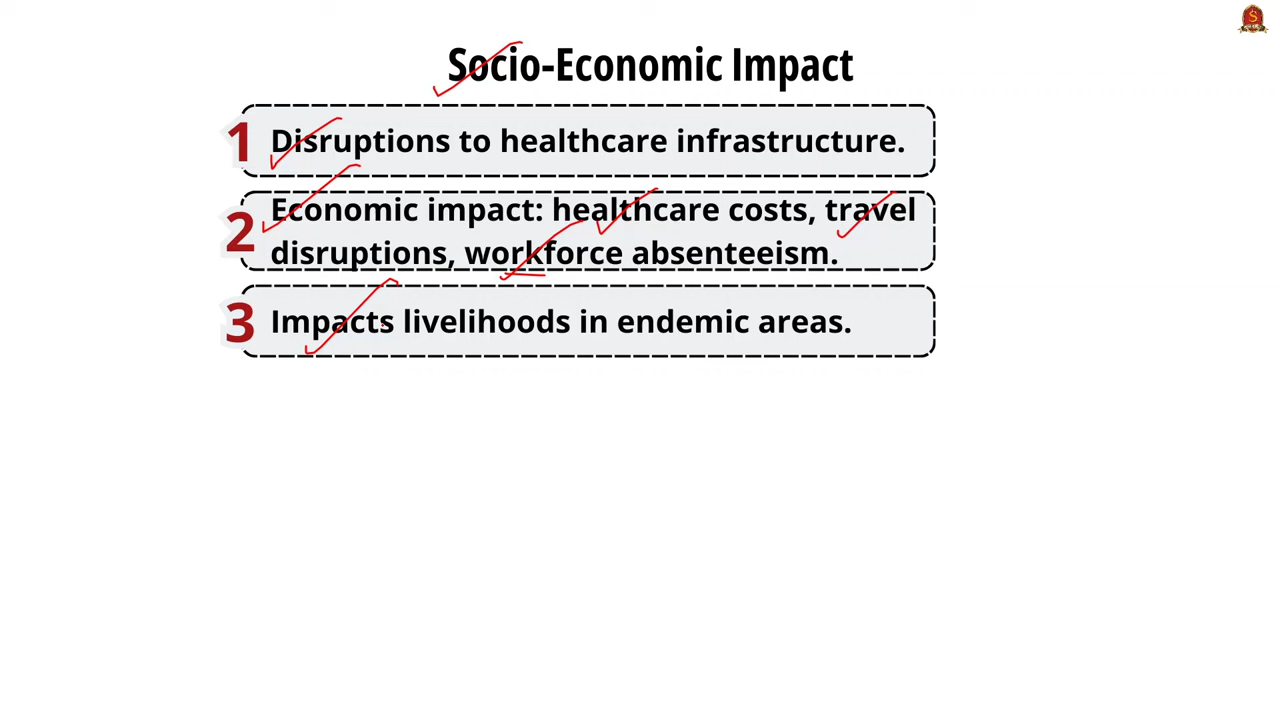 Socio-Economic Impact
1 Disruptions to healthcare infrastructure.
2 Economic impact: healthcare costs, travel
disruptions, workforce absenteeism.
3 Impacts livelihoods in endemic areas.